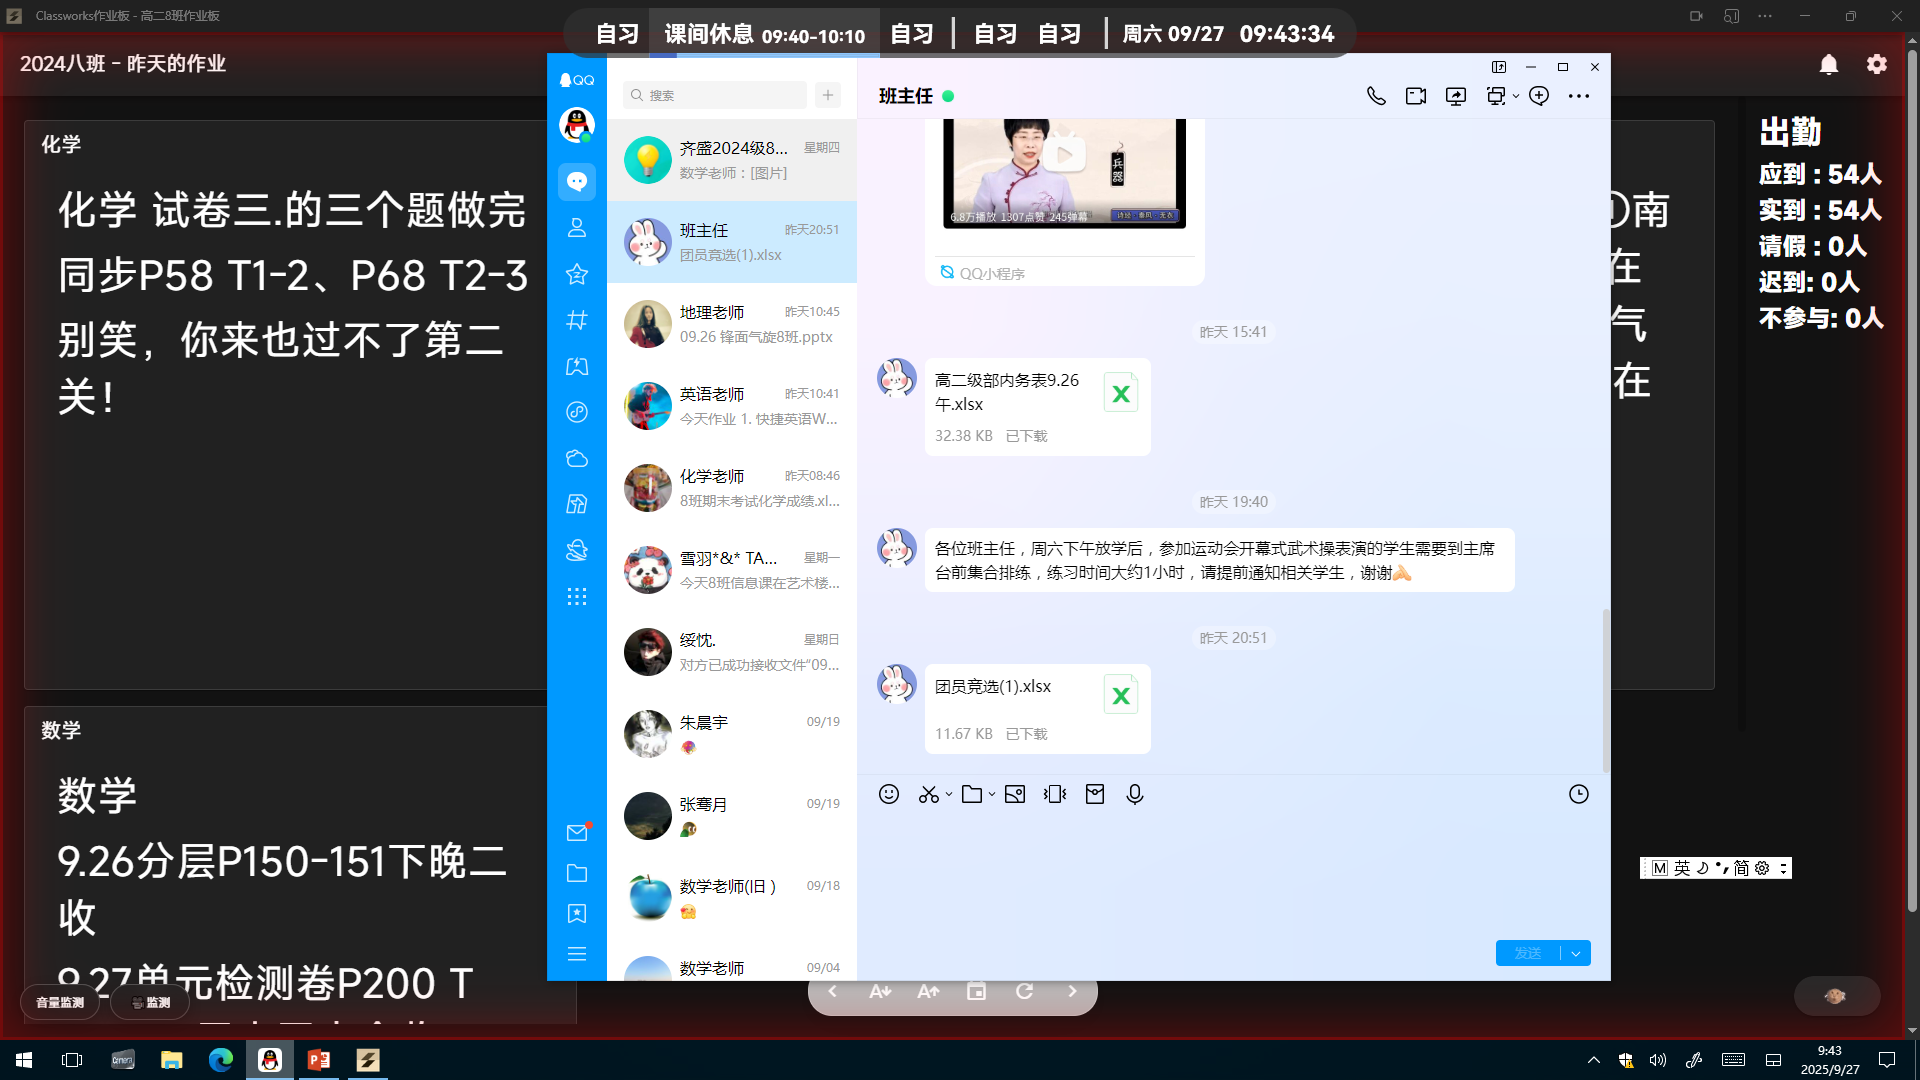 Classworks作业板 - 高二8班作业板
自习 课间休息 09:40-10:10 自习 自习 自习 周六 09/27 09:43:34
2024八班 - 昨天的作业
化学
化学 试卷三.的三个题做完
同步P58 T1-2、P68 T2-3
别笑，你来也过不了第二
关！
数学
数学
9.26分层P150-151下晚二
收
9.27单元检测卷P200 T
音量监测
监测
QQ
搜索
齐盛2024级8... 星期四
数学老师：[图片]
班主任 昨天20:51
团员竞选(1).xlsx
地理老师 昨天10:45
09.26 锋面气旋8班.pptx
英语老师 昨天10:41
今天作业 1. 快捷英语W...
化学老师 昨天08:46
8班期末考试化学成绩.xl...
雪羽*&* TA... 星期一
今天8班信息课在艺术楼...
绥忱. 星期日
对方已成功接收文件“09...
朱晨宇 09/19
张骞月 09/19
数学老师(旧) 09/18
数学老师 09/04
班主任
6.8万播放 1307点赞 245弹幕
兵器
诗经·秦风·无衣
QQ小程序
昨天 15:41
高二级部内务表9.26
午.xlsx
32.38 KB 已下载
昨天 19:40
各位班主任，周六下午放学后，参加运动会开幕式武术操表演的学生需要到主席
台前集合排练，练习时间大约1小时，请提前通知相关学生，谢谢
昨天 20:51
团员竞选(1).xlsx
11.67 KB 已下载
发送
南
在
气
在
出勤
应到：54人
实到：54人
请假：0人
迟到: 0人
不参与: 0人
M 英 简
9:43
2025/9/27